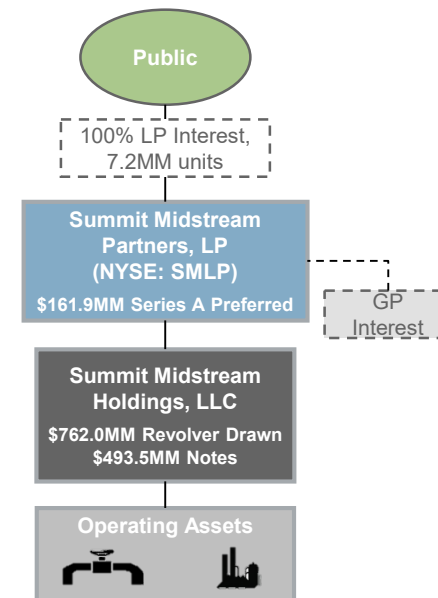 Public
100% LP Interest,
7.2MM units
Summit Midstream
Partners, LP
(NYSE: SMLP)
$161.9MM Series A Preferred
GP
Interest
Summit Midstream
Holdings, LLC
$762.0MM Revolver Drawn
$493.5MM Notes
Operating Assets